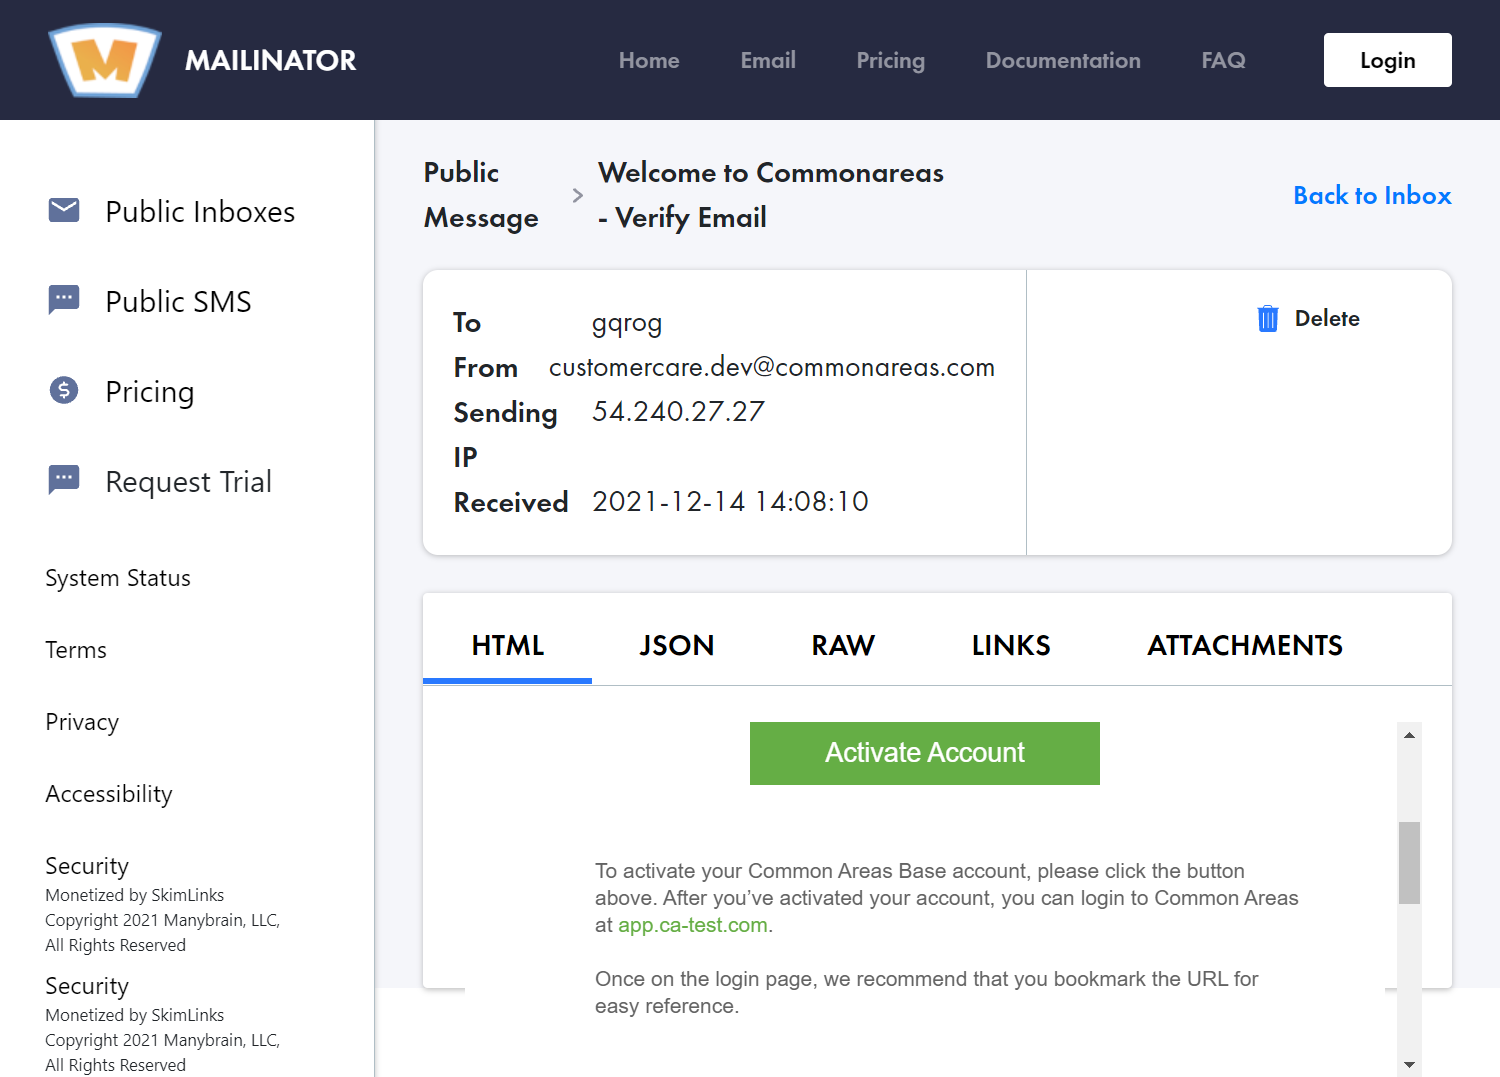 MAILINATOR
Home Email Pricing Documentation FAQ Login
Public Inboxes
Public SMS
Pricing
Request Trial
System Status
Terms
Privacy
Accessibility
Security
Monetized by SkimLinks
Copyright 2021 Manybrain, LLC,
All Rights Reserved
Security
Monetized by SkimLinks
Copyright 2021 Manybrain, LLC,
All Rights Reserved
Public
Message
>
Welcome to Commonareas
- Verify Email
Back to Inbox
To gqrog
From customercare.dev@commonareas.com
Sending 54.240.27.27
IP
Received 2021-12-14 14:08:10
Delete
HTML JSON RAW LINKS ATTACHMENTS
Activate Account
To activate your Common Areas Base account, please click the button
above. After you’ve activated your account, you can login to Common Areas
at app.ca-test.com.
Once on the login page, we recommend that you bookmark the URL for
easy reference.